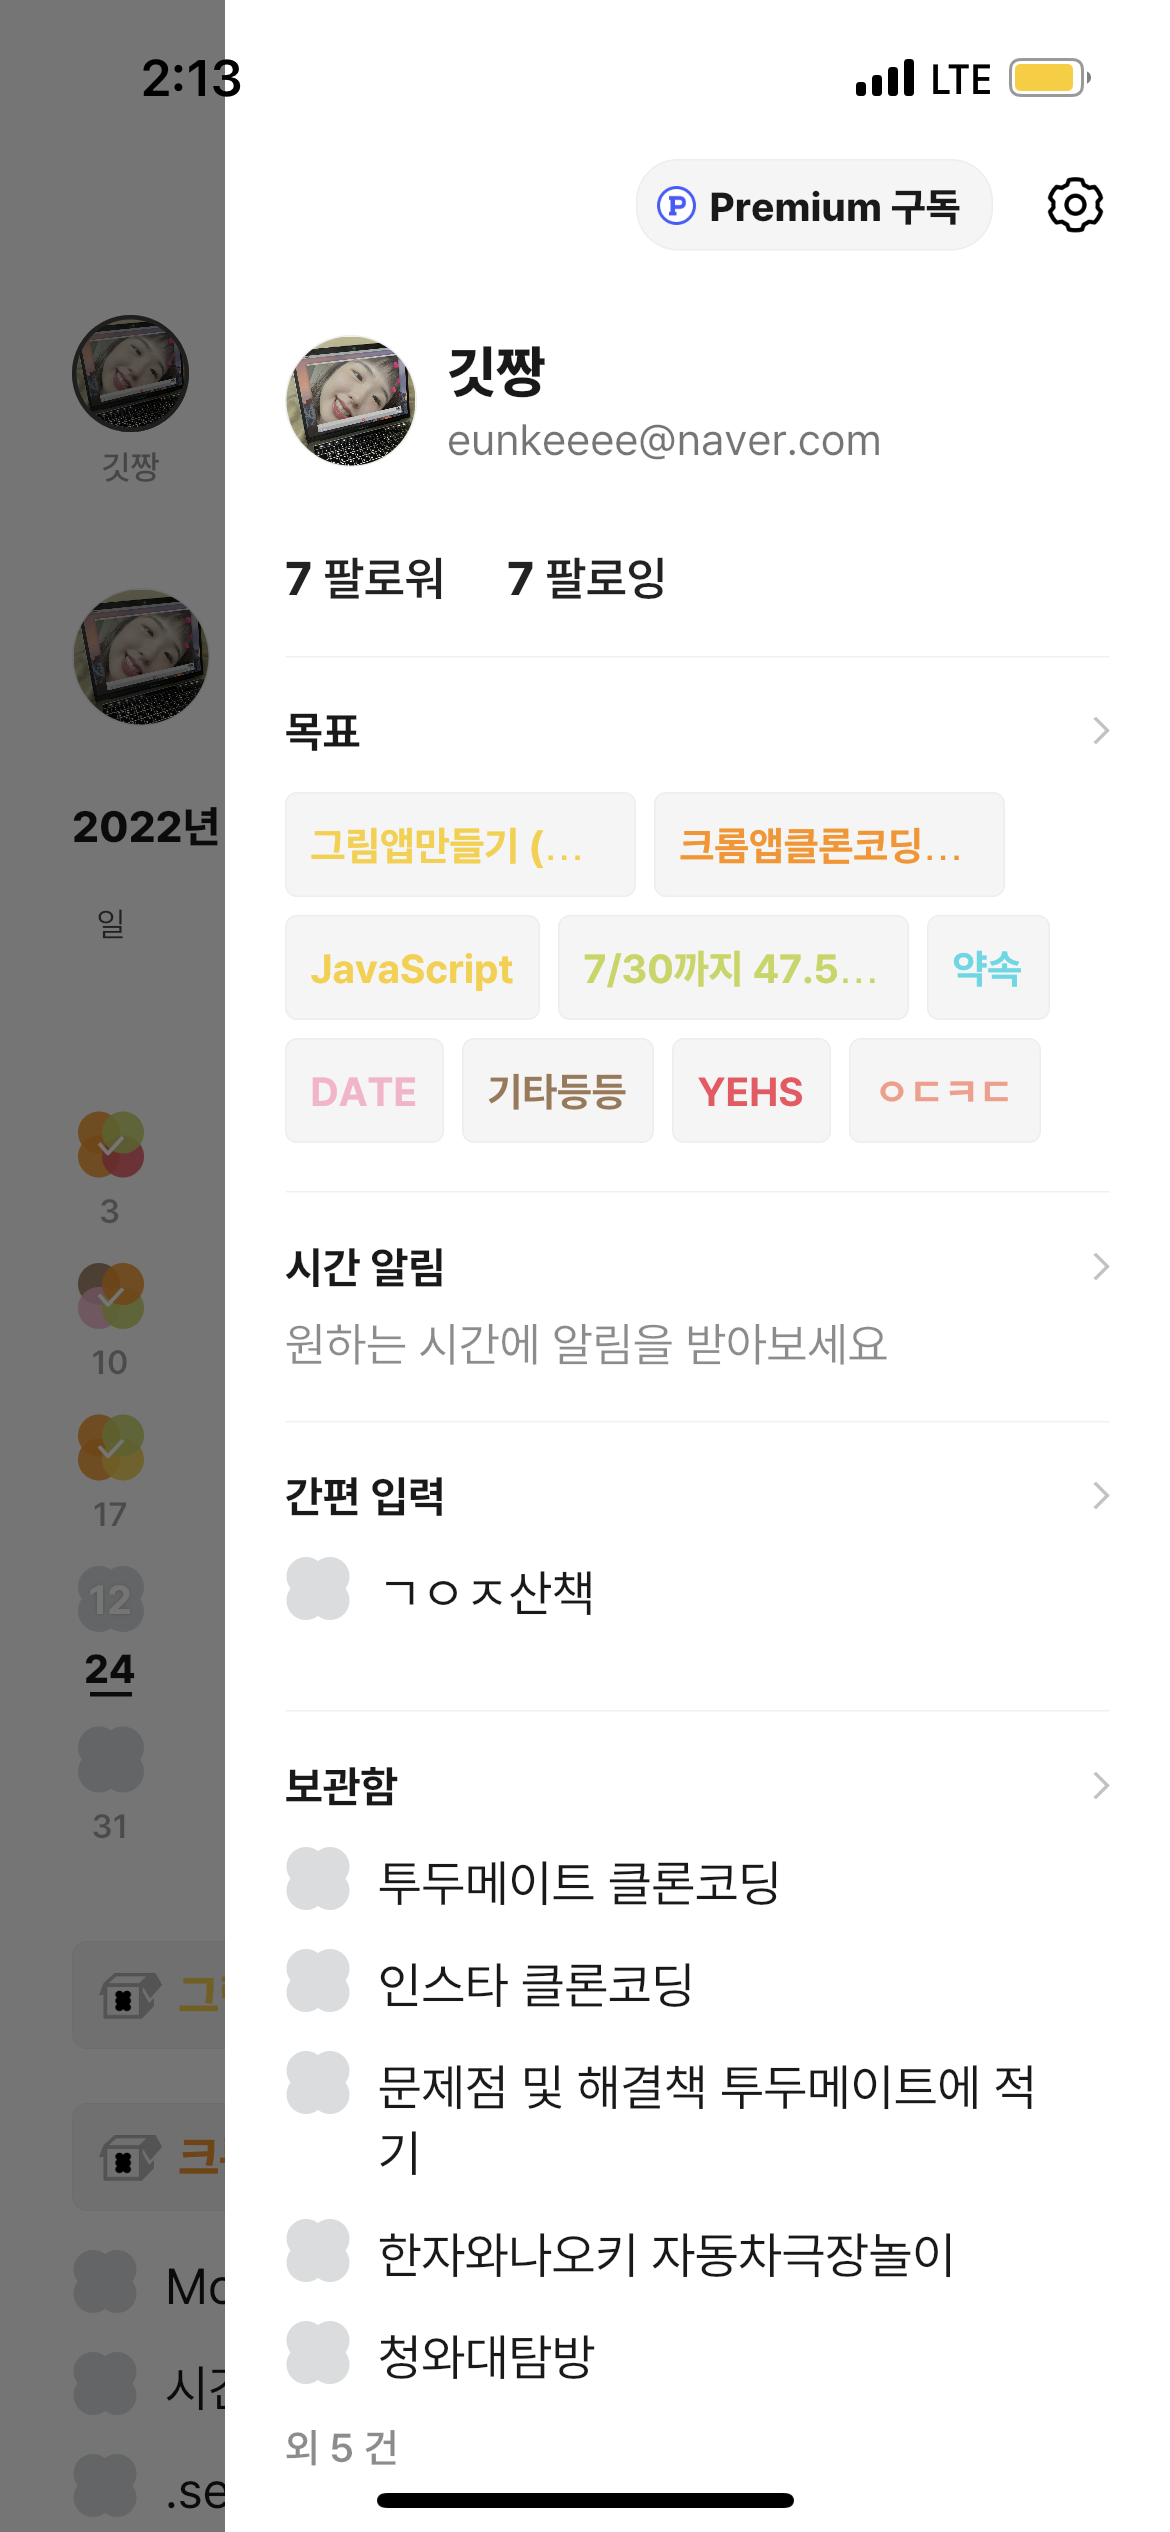 2:13
LTE
Premium 구독
깃짱
eunkeeee@naver.com
깃짱
7 팔로워 7 팔로잉
목표
2022년
그림앱만들기 (...
크롬앱클론코딩...
일
JavaScript
7/30까지 47.5...
약속
DATE
기타등등
YEHS
ㅇㄷㅋㄷ
3
시간 알림
원하는 시간에 알림을 받아보세요
10
간편 입력
17
ㄱㅇㅈ산책
12
24
보관함
31
투두메이트 클론코딩
인스타 클론코딩
문제점 및 해결책 투두메이트에 적
기
한자와나오키 자동차극장놀이
청와대탐방
외 5 건